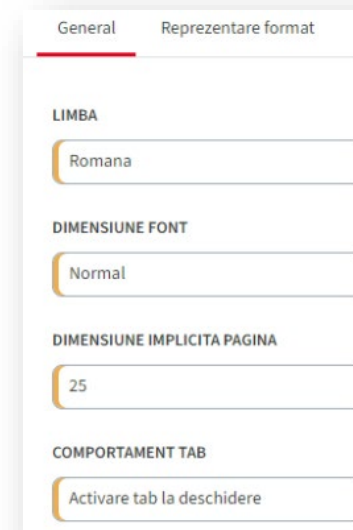 General Reprezentare format
LIMBA
Romana
DIMENSIUNE FONT
Normal
DIMENSIUNE IMPLICITA PAGINA
25
COMPORTAMENT TAB
Activare tab la deschidere